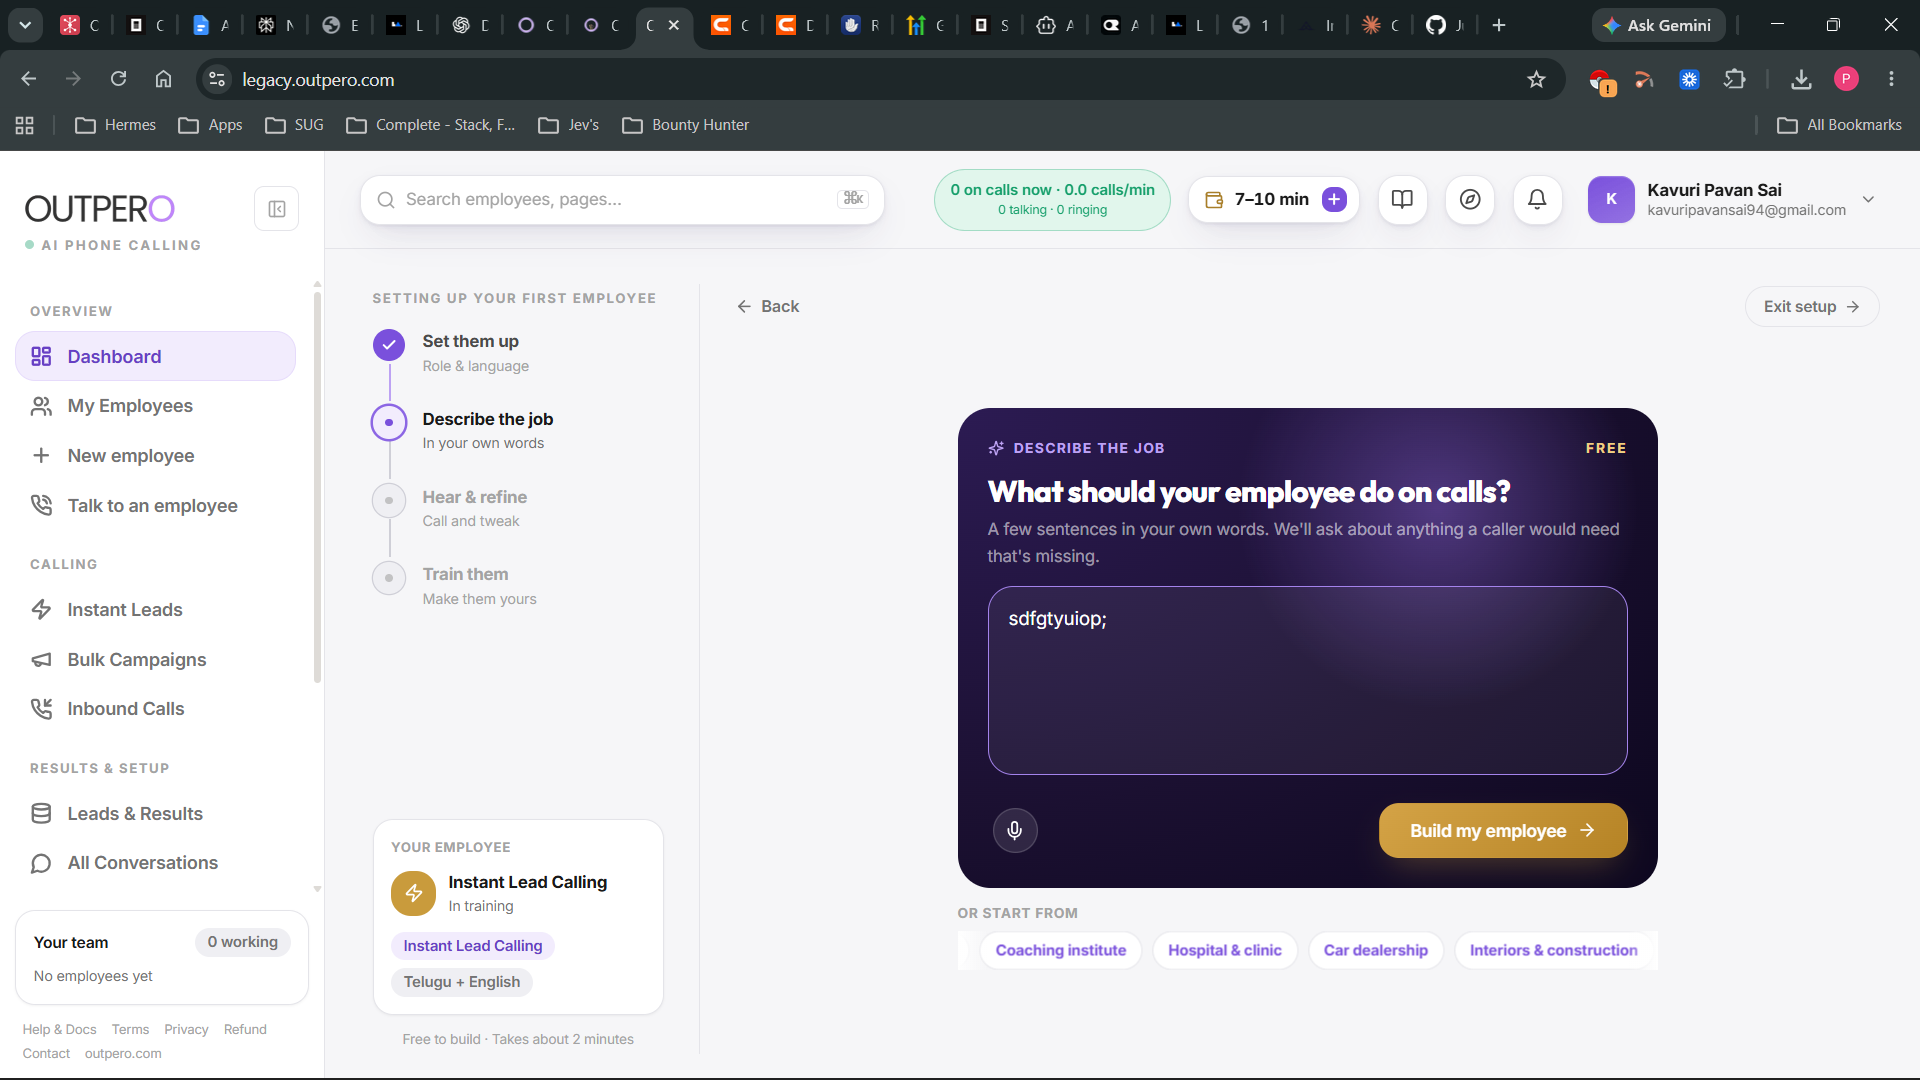 C
C
A
N
E
L
D
C
C
C
C
D
R
C
S
A
A
L
1
Ir
C
Ju
Ask Gemini
legacy.outpero.com
P
Hermes
Apps
SUG
Complete - Stack, F...
Jev's
Bounty Hunter
All Bookmarks
OUTPERO
AI PHONE CALLING
Search employees, pages...
⌘K
0 on calls now · 0.0 calls/min
0 talking · 0 ringing
7–10 min
K
Kavuri Pavan Sai
kavuripavansai94@gmail.com
OVERVIEW
Dashboard
My Employees
New employee
Talk to an employee
CALLING
Instant Leads
Bulk Campaigns
Inbound Calls
RESULTS & SETUP
Leads & Results
All Conversations
Your team
0 working
No employees yet
Help & Docs Terms Privacy Refund
Contact outpero.com
SETTING UP YOUR FIRST EMPLOYEE
Set them up
Role & language
Describe the job
In your own words
Hear & refine
Call and tweak
Train them
Make them yours
YOUR EMPLOYEE
Instant Lead Calling
In training
Instant Lead Calling
Telugu + English
Free to build · Takes about 2 minutes
Back
Exit setup
DESCRIBE THE JOB
FREE
What should your employee do on calls?
A few sentences in your own words. We'll ask about anything a caller would need
that's missing.
sdfgtyuiop;
Build my employee
OR START FROM
Coaching institute
Hospital & clinic
Car dealership
Interiors & construction